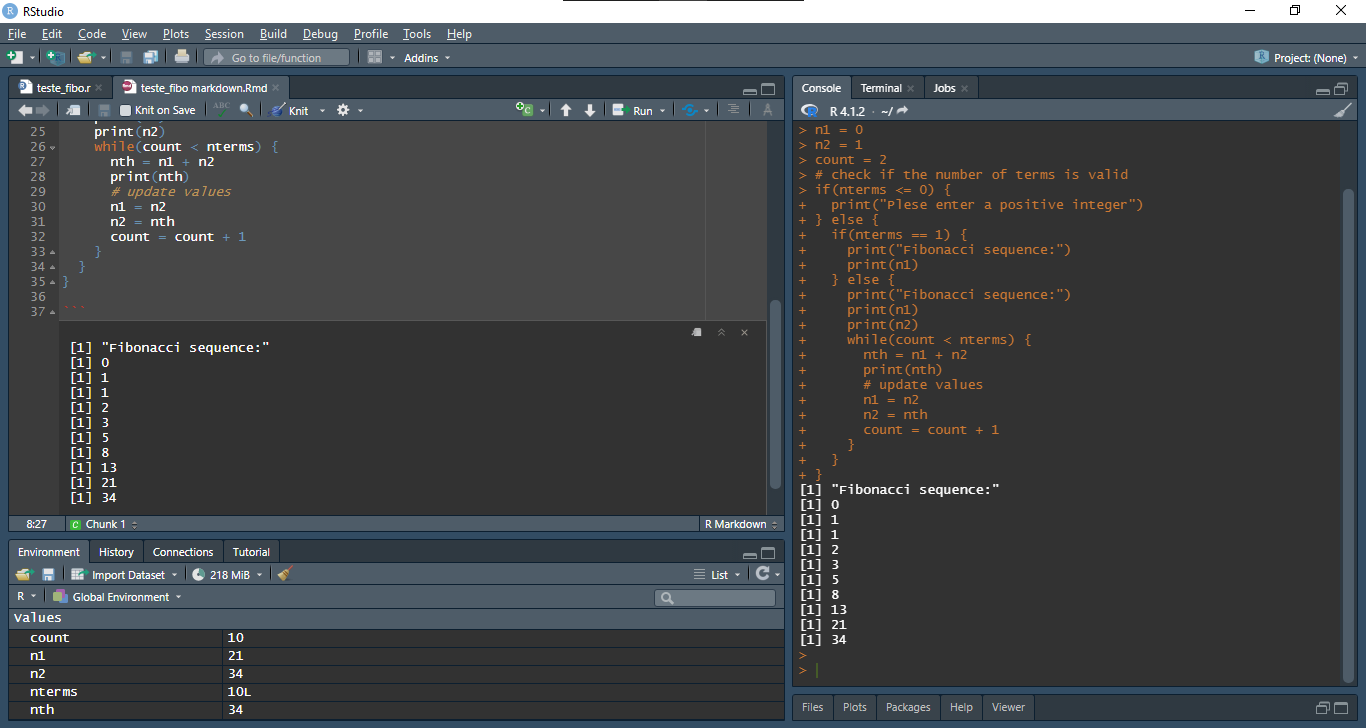 RStudio
File Edit Code View Plots Session Build Debug Profile Tools Help
Go to file/function Addins Project: (None)
teste_fibo.r teste_fibo markdown.Rmd
Knit on Save ABC Knit Run
25 print(n2)
26 while(count < nterms) {
27 nth = n1 + n2
28 print(nth)
29 # update values
30 n1 = n2
31 n2 = nth
32 count = count + 1
33 }
34 }
35 }
36
37 ```
[1] "Fibonacci sequence:"
[1] 0
[1] 1
[1] 1
[1] 2
[1] 3
[1] 5
[1] 8
[1] 13
[1] 21
[1] 34
8:27 C Chunk 1 R Markdown
Environment History Connections Tutorial
Import Dataset 218 MiB List
R Global Environment
Values
count 10
n1 21
n2 34
nterms 10L
nth 34
Console Terminal Jobs
R 4.1.2 · ~/
> n1 = 0
> n2 = 1
> count = 2
> # check if the number of terms is valid
> if(nterms <= 0) {
+ print("Plese enter a positive integer")
+ } else {
+ if(nterms == 1) {
+ print("Fibonacci sequence:")
+ print(n1)
+ } else {
+ print("Fibonacci sequence:")
+ print(n1)
+ print(n2)
+ while(count < nterms) {
+ nth = n1 + n2
+ print(nth)
+ # update values
+ n1 = n2
+ n2 = nth
+ count = count + 1
+ }
+ }
+ }
[1] "Fibonacci sequence:"
[1] 0
[1] 1
[1] 1
[1] 2
[1] 3
[1] 5
[1] 8
[1] 13
[1] 21
[1] 34
>
>
Files Plots Packages Help Viewer